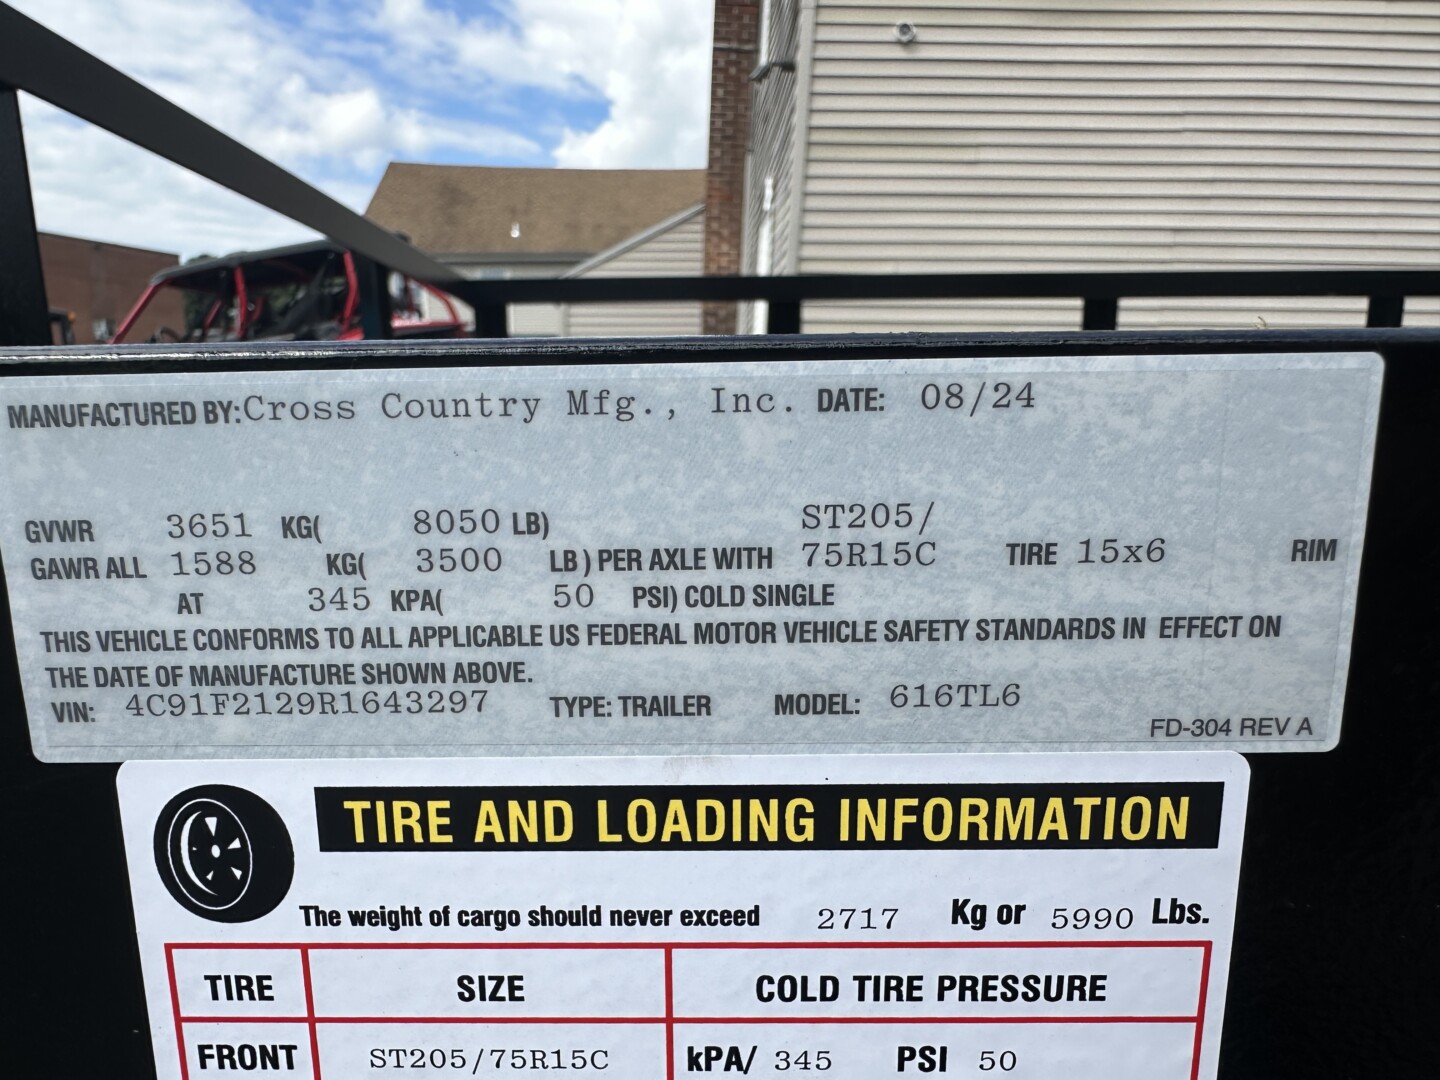 MANUFACTURED BY: Cross Country Mfg., Inc. DATE: 08/24
GVWR 3651 KG( 8050 LB) ST205/
GAWR ALL 1588 KG( 3500 LB) PER AXLE WITH 75R15C TIRE 15x6 RIM
AT 345 KPA( 50 PSI) COLD SINGLE
THIS VEHICLE CONFORMS TO ALL APPLICABLE US FEDERAL MOTOR VEHICLE SAFETY STANDARDS IN EFFECT ON
THE DATE OF MANUFACTURE SHOWN ABOVE.
VIN: 4C91F2129R1643297 TYPE: TRAILER MODEL: 616TL6
FD-304 REV A
TIRE AND LOADING INFORMATION
The weight of cargo should never exceed 2717 Kg or 5990 Lbs.
TIRE SIZE COLD TIRE PRESSURE
FRONT ST205/75R15C kPA/ 345 PSI 50